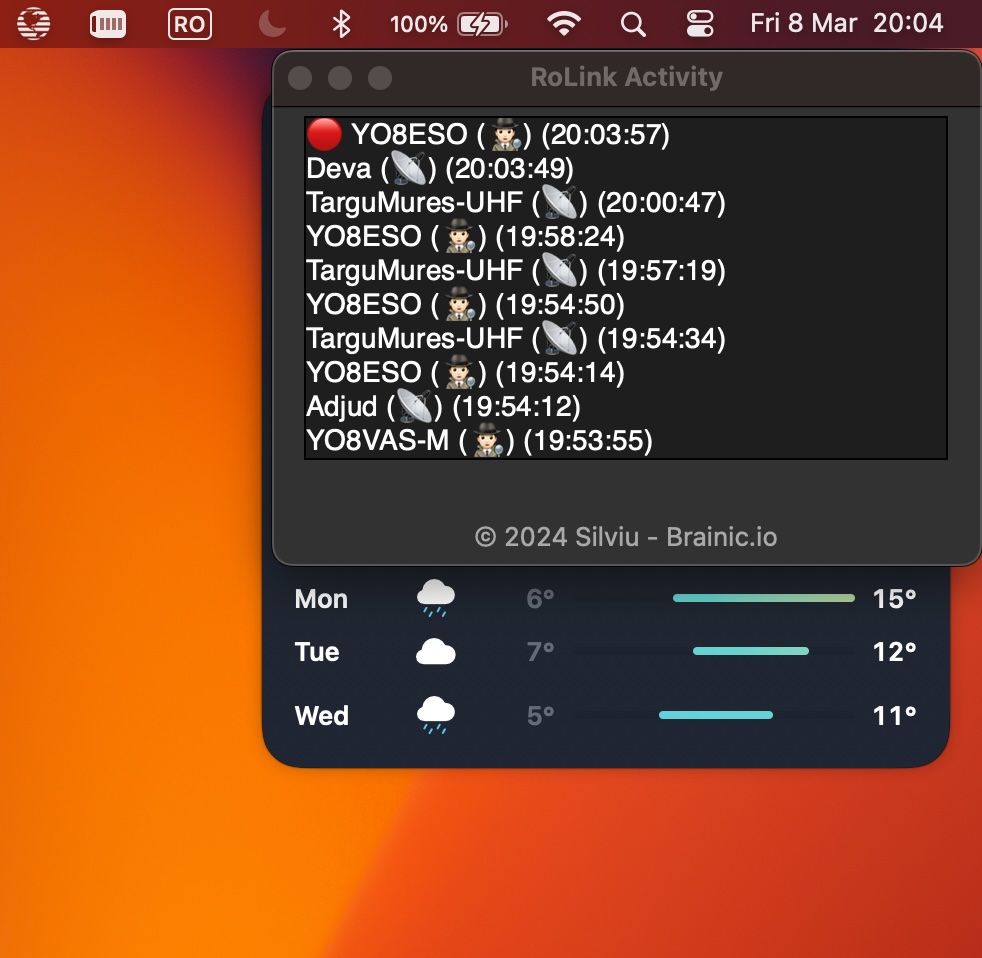 RO 100% Fri 8 Mar 20:04
RoLink Activity
🔴 YO8ESO (🕵🏻‍♂️) (20:03:57)
Deva (📡) (20:03:49)
TarguMures-UHF (📡) (20:00:47)
YO8ESO (🕵🏻‍♂️) (19:58:24)
TarguMures-UHF (📡) (19:57:19)
YO8ESO (🕵🏻‍♂️) (19:54:50)
TarguMures-UHF (📡) (19:54:34)
YO8ESO (🕵🏻‍♂️) (19:54:14)
Adjud (📡) (19:54:12)
YO8VAS-M (🕵🏻‍♂️) (19:53:55)
© 2024 Silviu - Brainic.io
Mon 6° 15°
Tue 7° 12°
Wed 5° 11°